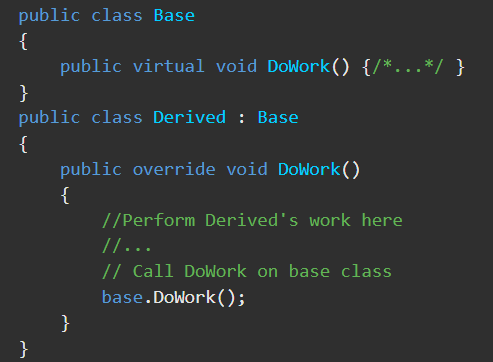 public class Base
{
    public virtual void DoWork() {/*...*/ }
}
public class Derived : Base
{
    public override void DoWork()
    {
        //Perform Derived's work here
        //...
        // Call DoWork on base class
        base.DoWork();
    }
}